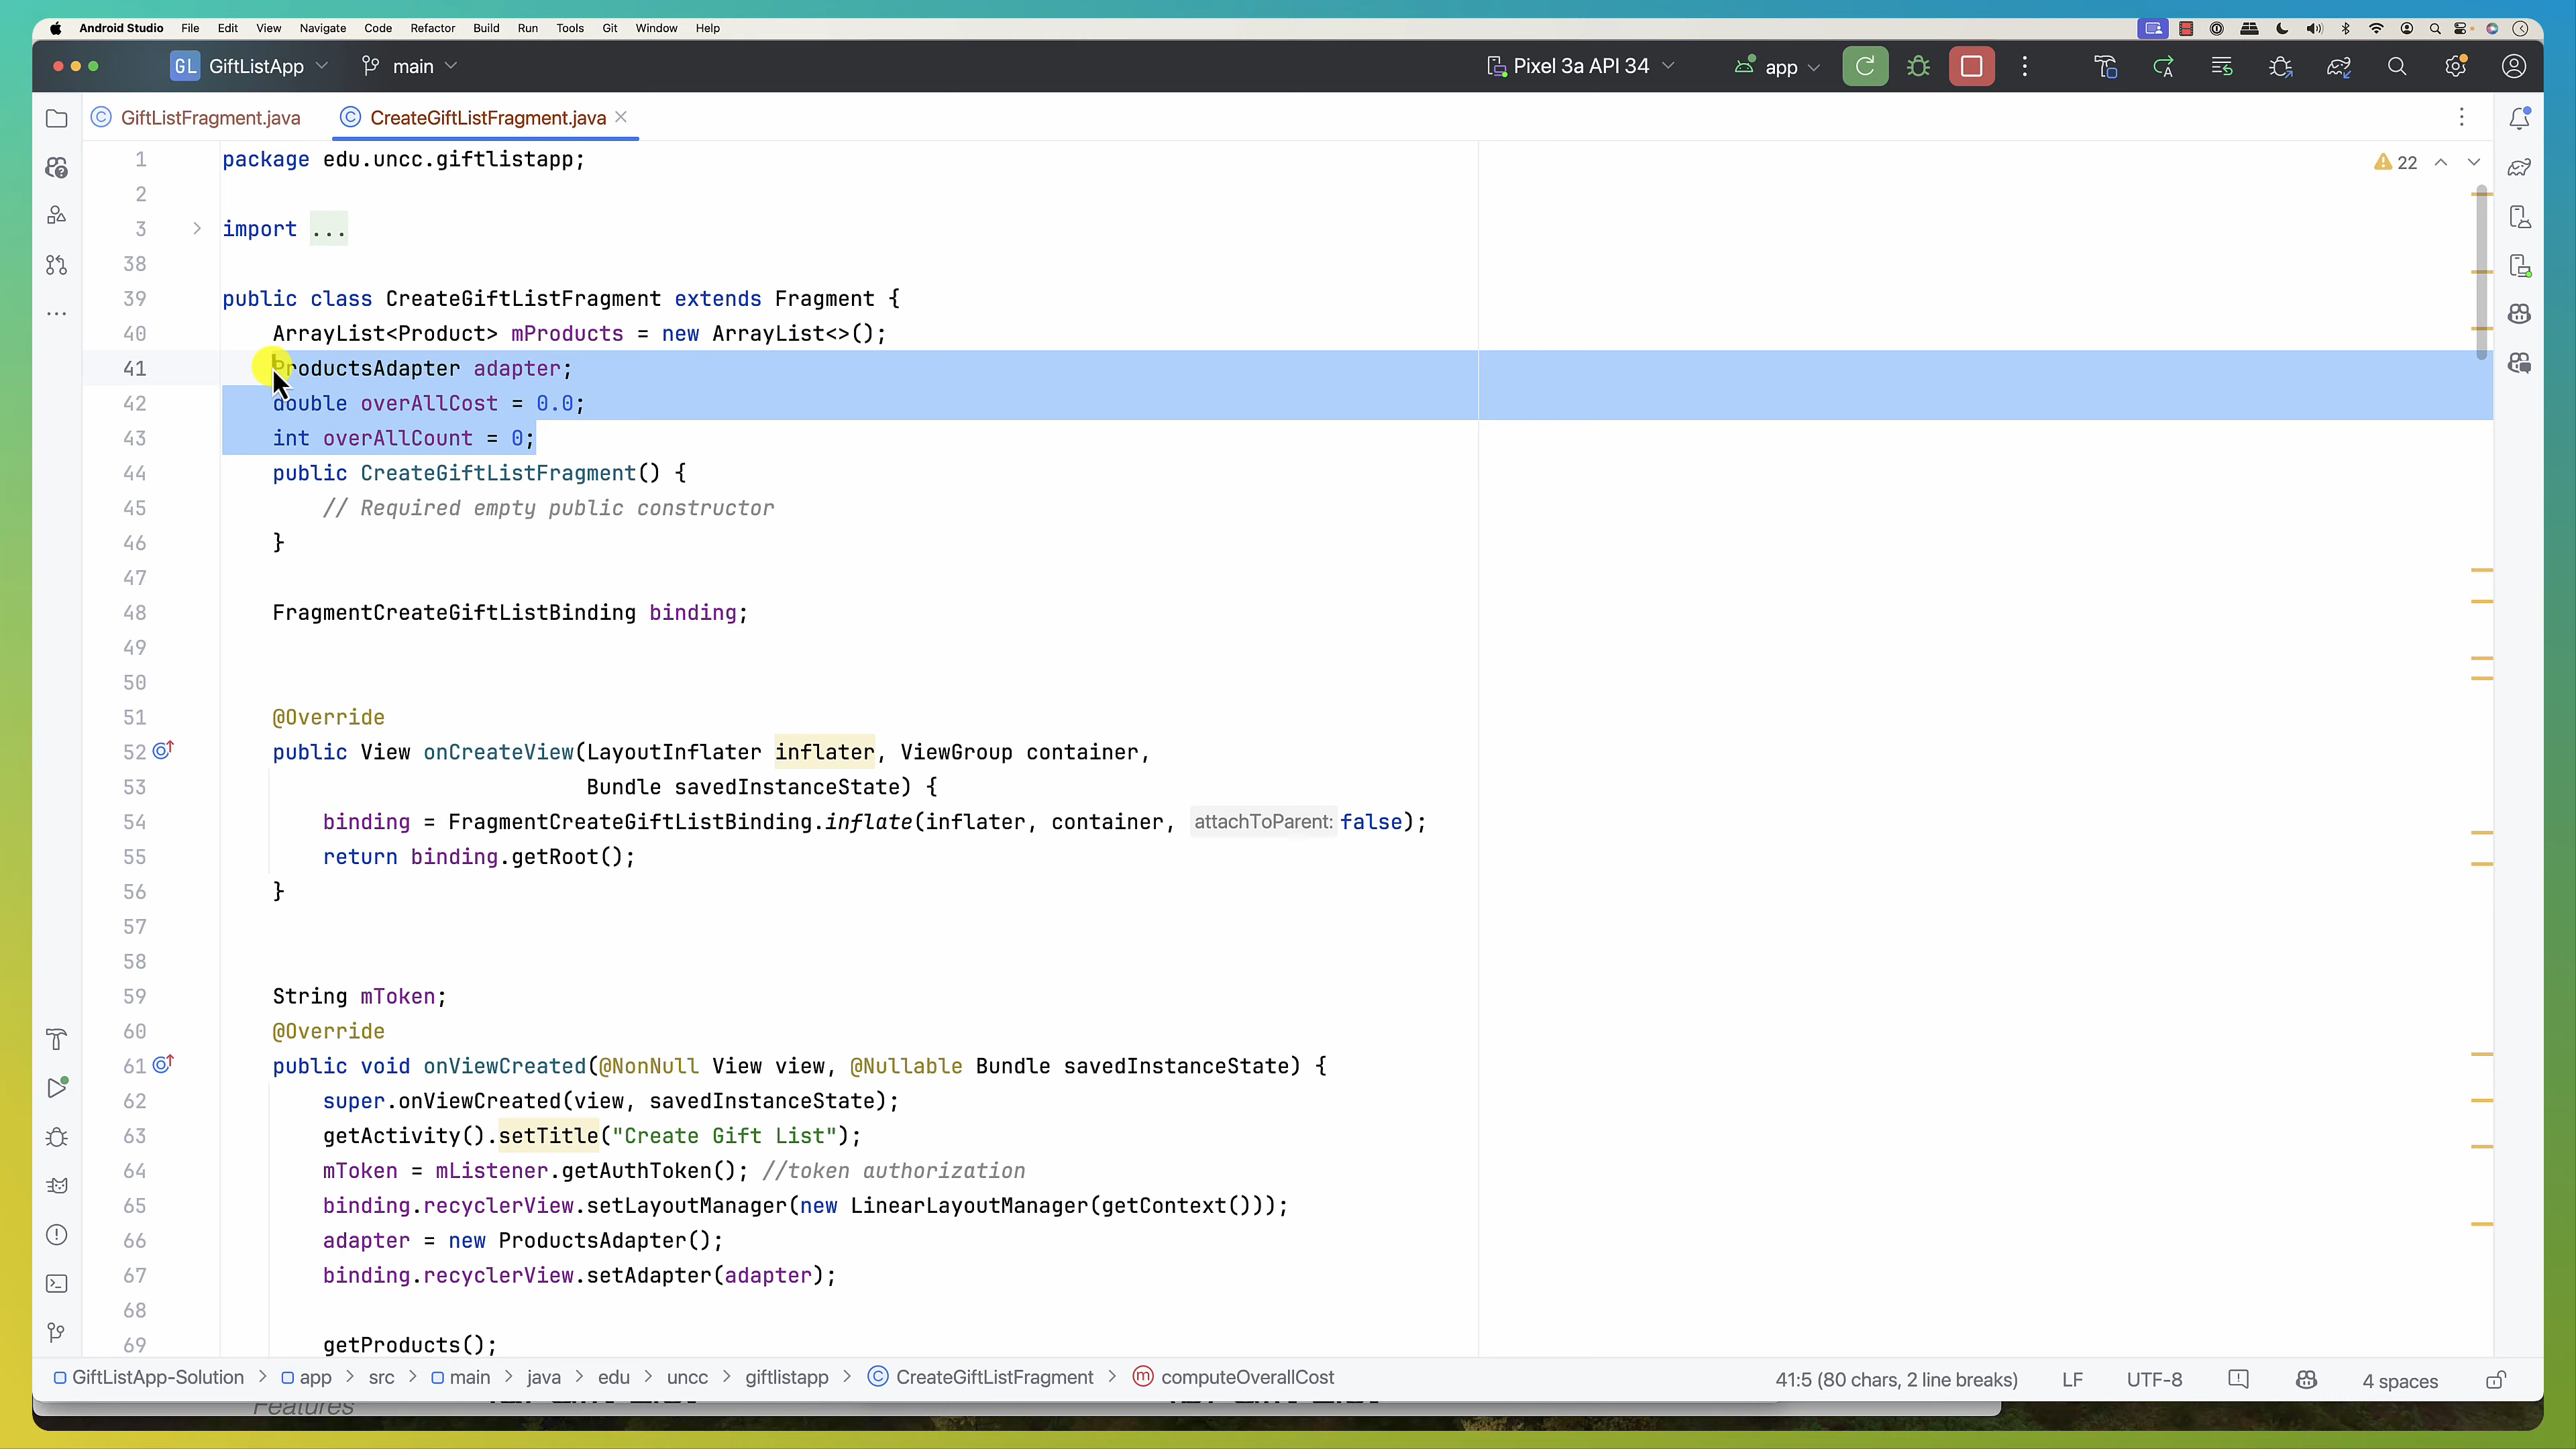 Android Studio File Edit View Navigate Code Refactor Build Run Tools Git Window Help
GL GiftListApp main Pixel 3a API 34 app
GiftListFragment.java CreateGiftListFragment.java
22
1 package edu.uncc.giftlistapp;
2
3 import ...
38
39 public class CreateGiftListFragment extends Fragment {
40 ArrayList<Product> mProducts = new ArrayList<>();
41 ProductsAdapter adapter;
42 double overAllCost = 0.0;
43 int overAllCount = 0;
44 public CreateGiftListFragment() {
45 // Required empty public constructor
46 }
47
48 FragmentCreateGiftListBinding binding;
49
50
51 @Override
52 public View onCreateView(LayoutInflater inflater, ViewGroup container,
53 Bundle savedInstanceState) {
54 binding = FragmentCreateGiftListBinding.inflate(inflater, container, attachToParent: false);
55 return binding.getRoot();
56 }
57
58
59 String mToken;
60 @Override
61 public void onViewCreated(@NonNull View view, @Nullable Bundle savedInstanceState) {
62 super.onViewCreated(view, savedInstanceState);
63 getActivity().setTitle("Create Gift List");
64 mToken = mListener.getAuthToken(); //token authorization
65 binding.recyclerView.setLayoutManager(new LinearLayoutManager(getContext()));
66 adapter = new ProductsAdapter();
67 binding.recyclerView.setAdapter(adapter);
68
69 getProducts();
GiftListApp-Solution > app > src > main > java > edu > uncc > giftlistapp > CreateGiftListFragment > computeOverallCost 41:5 (80 chars, 2 line breaks) LF UTF-8 4 spaces
Features